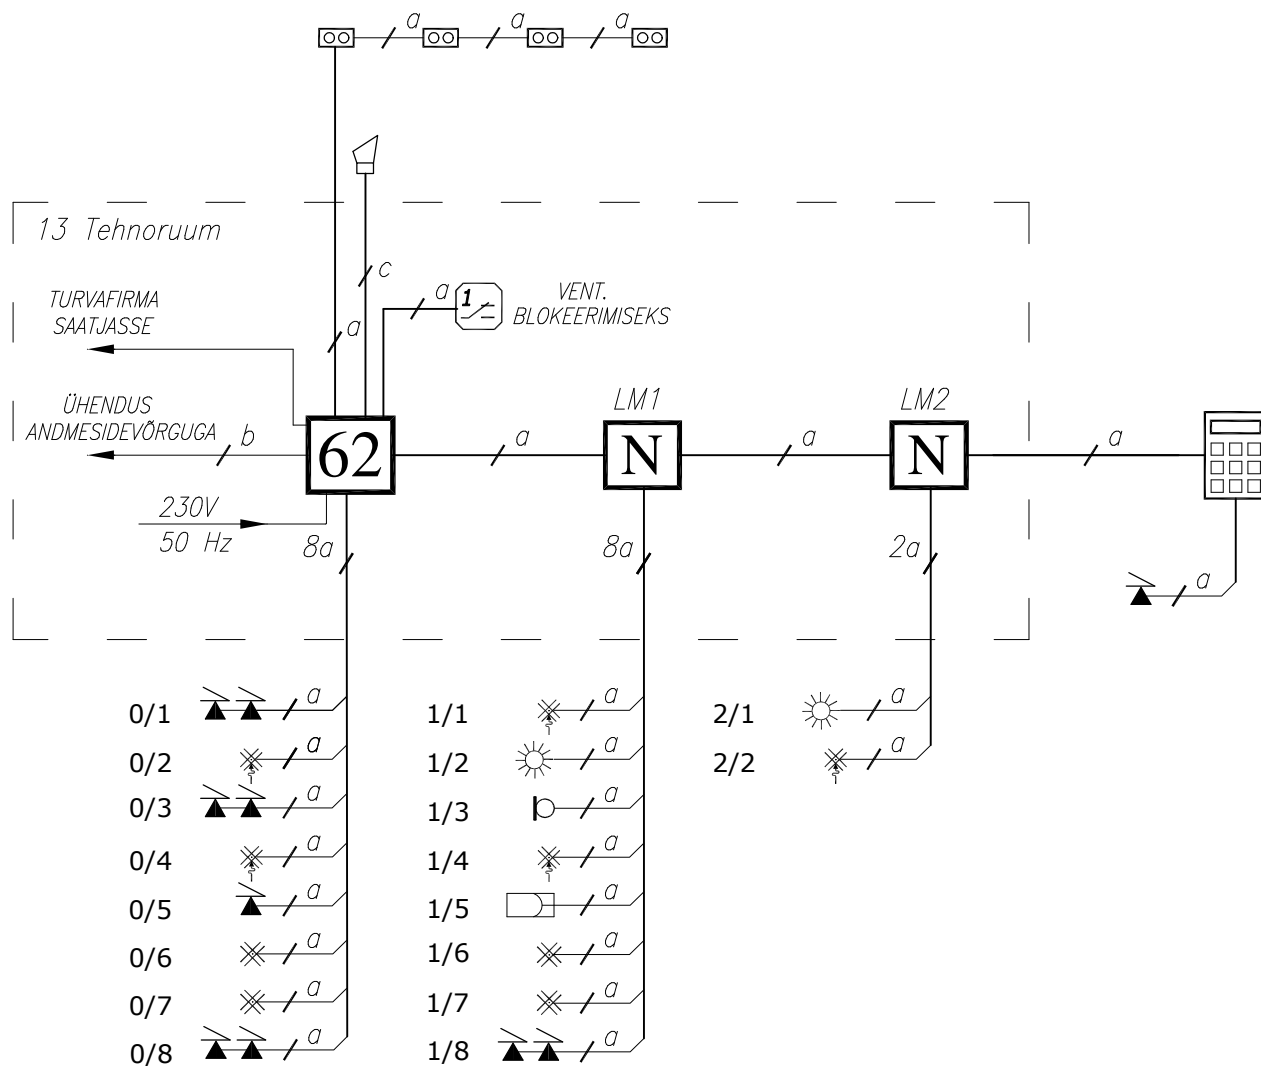 a a a
13 Tehnoruum
c
a
VENT.
BLOKEERIMISEKS
1
TURVAFIRMA
SAATJASSE
a
ÜHENDUS
ANDMESIDEVÕRGUGA
b
62
a
LM1
N
a
LM2
N
a
230V
50 Hz
8a
8a
2a
a
0/1 a
0/2 a
0/3 a
0/4 a
0/5 a
0/6 a
0/7 a
0/8 a
1/1 a
1/2 a
1/3 a
1/4 a
1/5 a
1/6 a
1/7 a
1/8 a
2/1 a
2/2 a